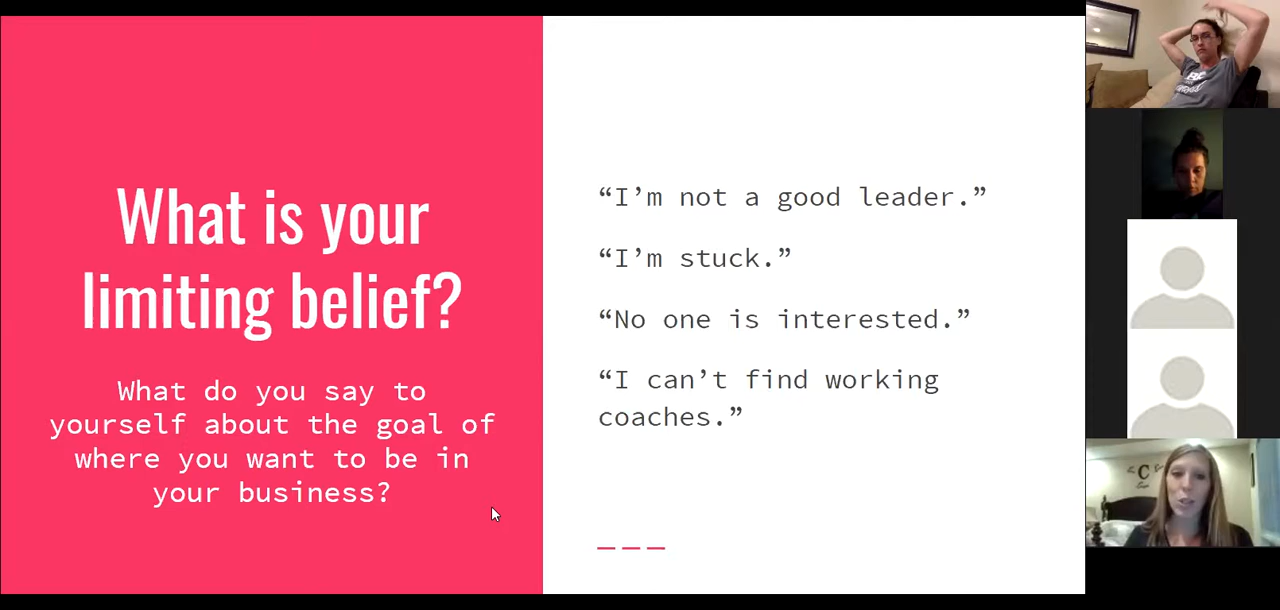 What is your
limiting belief?
What do you say to
yourself about the goal of
where you want to be in
your business?
“I’m not a good leader.”
“I’m stuck.”
“No one is interested.”
“I can’t find working
coaches.”
C